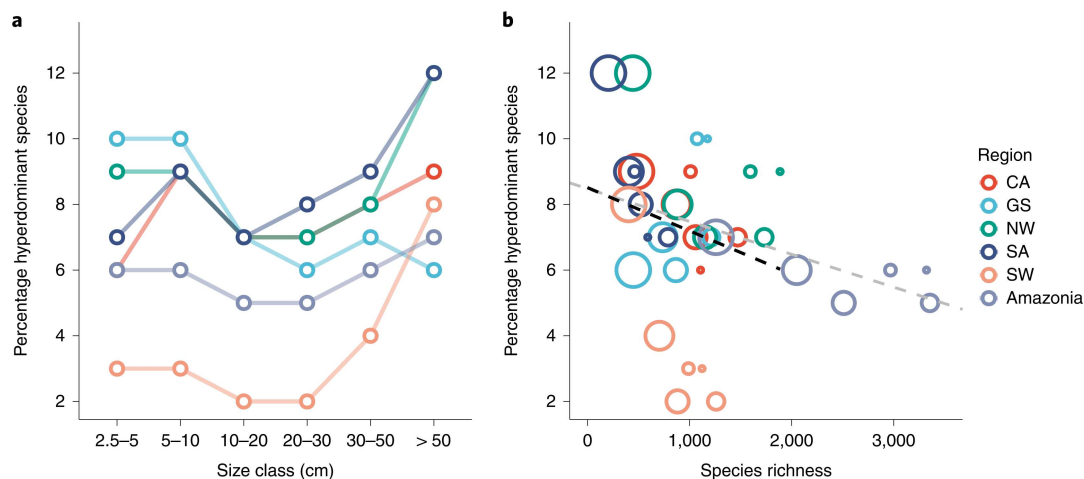 a
Percentage hyperdominant species
12
10
8
6
4
2
2.5–5 5–10 10–20 20–30 30–50 > 50
Size class (cm)
b
Percentage hyperdominant species
12
10
8
6
4
2
0 1,000 2,000 3,000
Species richness
Region
CA
GS
NW
SA
SW
Amazonia